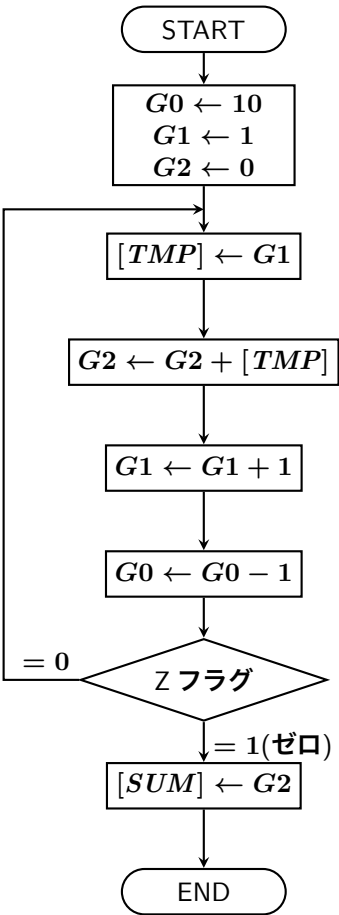 START
G0 ← 10
G1 ← 1
G2 ← 0
[TMP] ← G1
G2 ← G2 + [TMP]
G1 ← G1 + 1
G0 ← G0 − 1
= 0
Z フラグ
= 1(ゼロ)
[SUM] ← G2
END